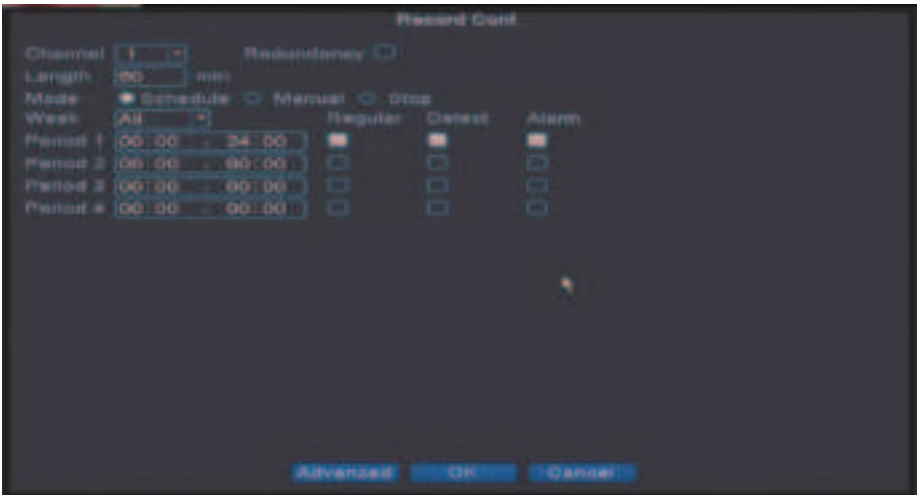 Record Conf.
Channel 1 Redundancy
Length 60 min
Mode Schedule Manual Stop
Week All Regular Detect Alarm
Period 1 00:00 - 24:00
Period 2 00:00 - 00:00
Period 3 00:00 - 00:00
Period 4 00:00 - 00:00
Advanced OK Cancel